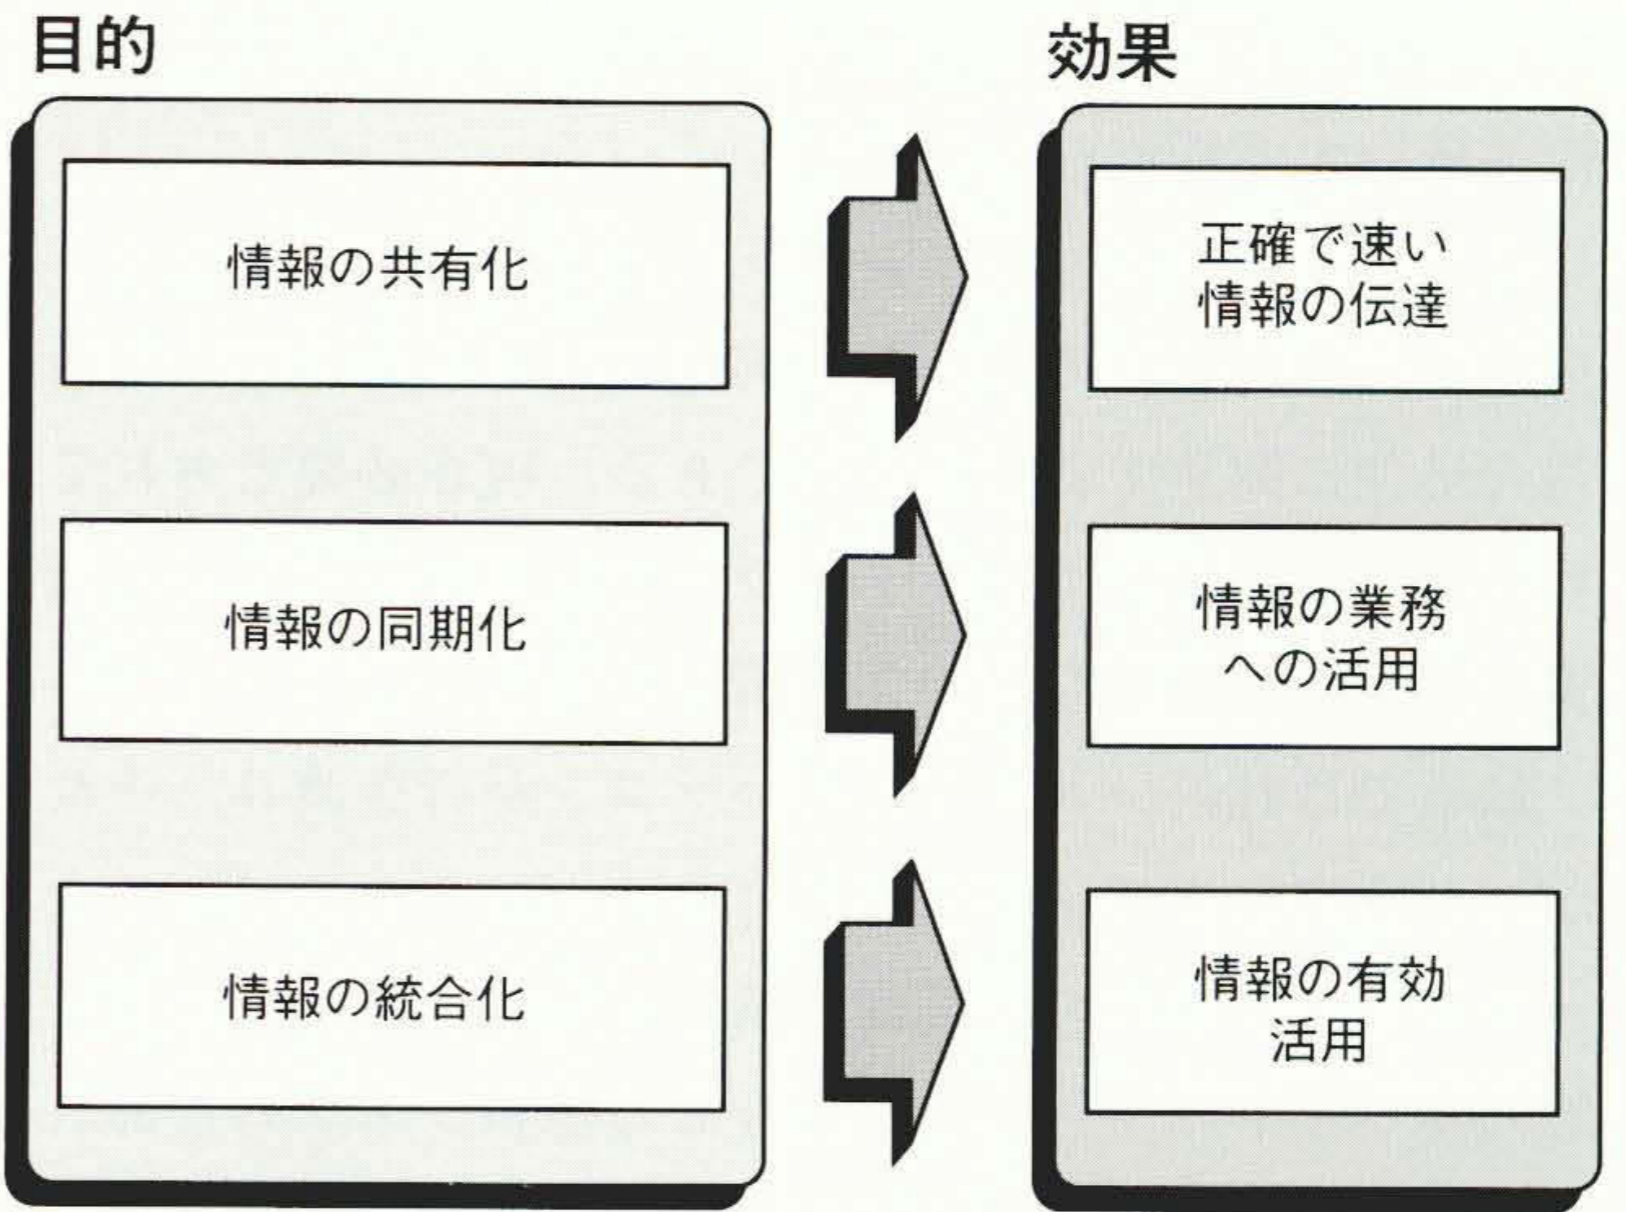 目的
情報の共有化
情報の同期化
情報の統合化
効果
正確で速い
情報の伝達
情報の業務
への活用
情報の有効
活用